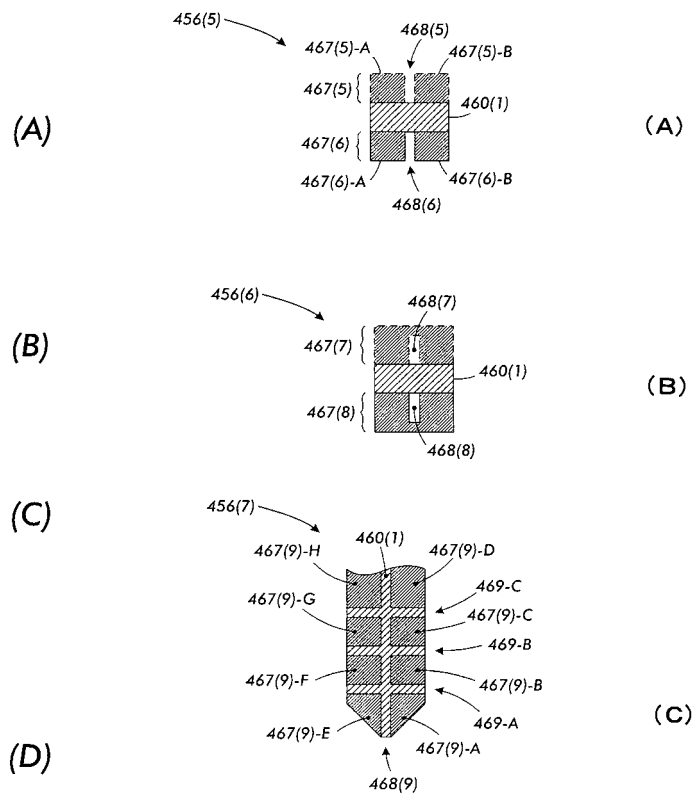 456(5)
468(5)
467(5)-A
467(5)-B
467(5)
460(1)
(A)
(A)
467(6)
467(6)-A
467(6)-B
468(6)
456(6)
468(7)
(B)
467(7)
460(1)
(B)
467(8)
468(8)
(C)
456(7)
460(1)
467(9)-H
467(9)-D
469-C
467(9)-G
467(9)-C
469-B
467(9)-F
467(9)-B
469-A
(C)
467(9)-E
467(9)-A
(D)
468(9)